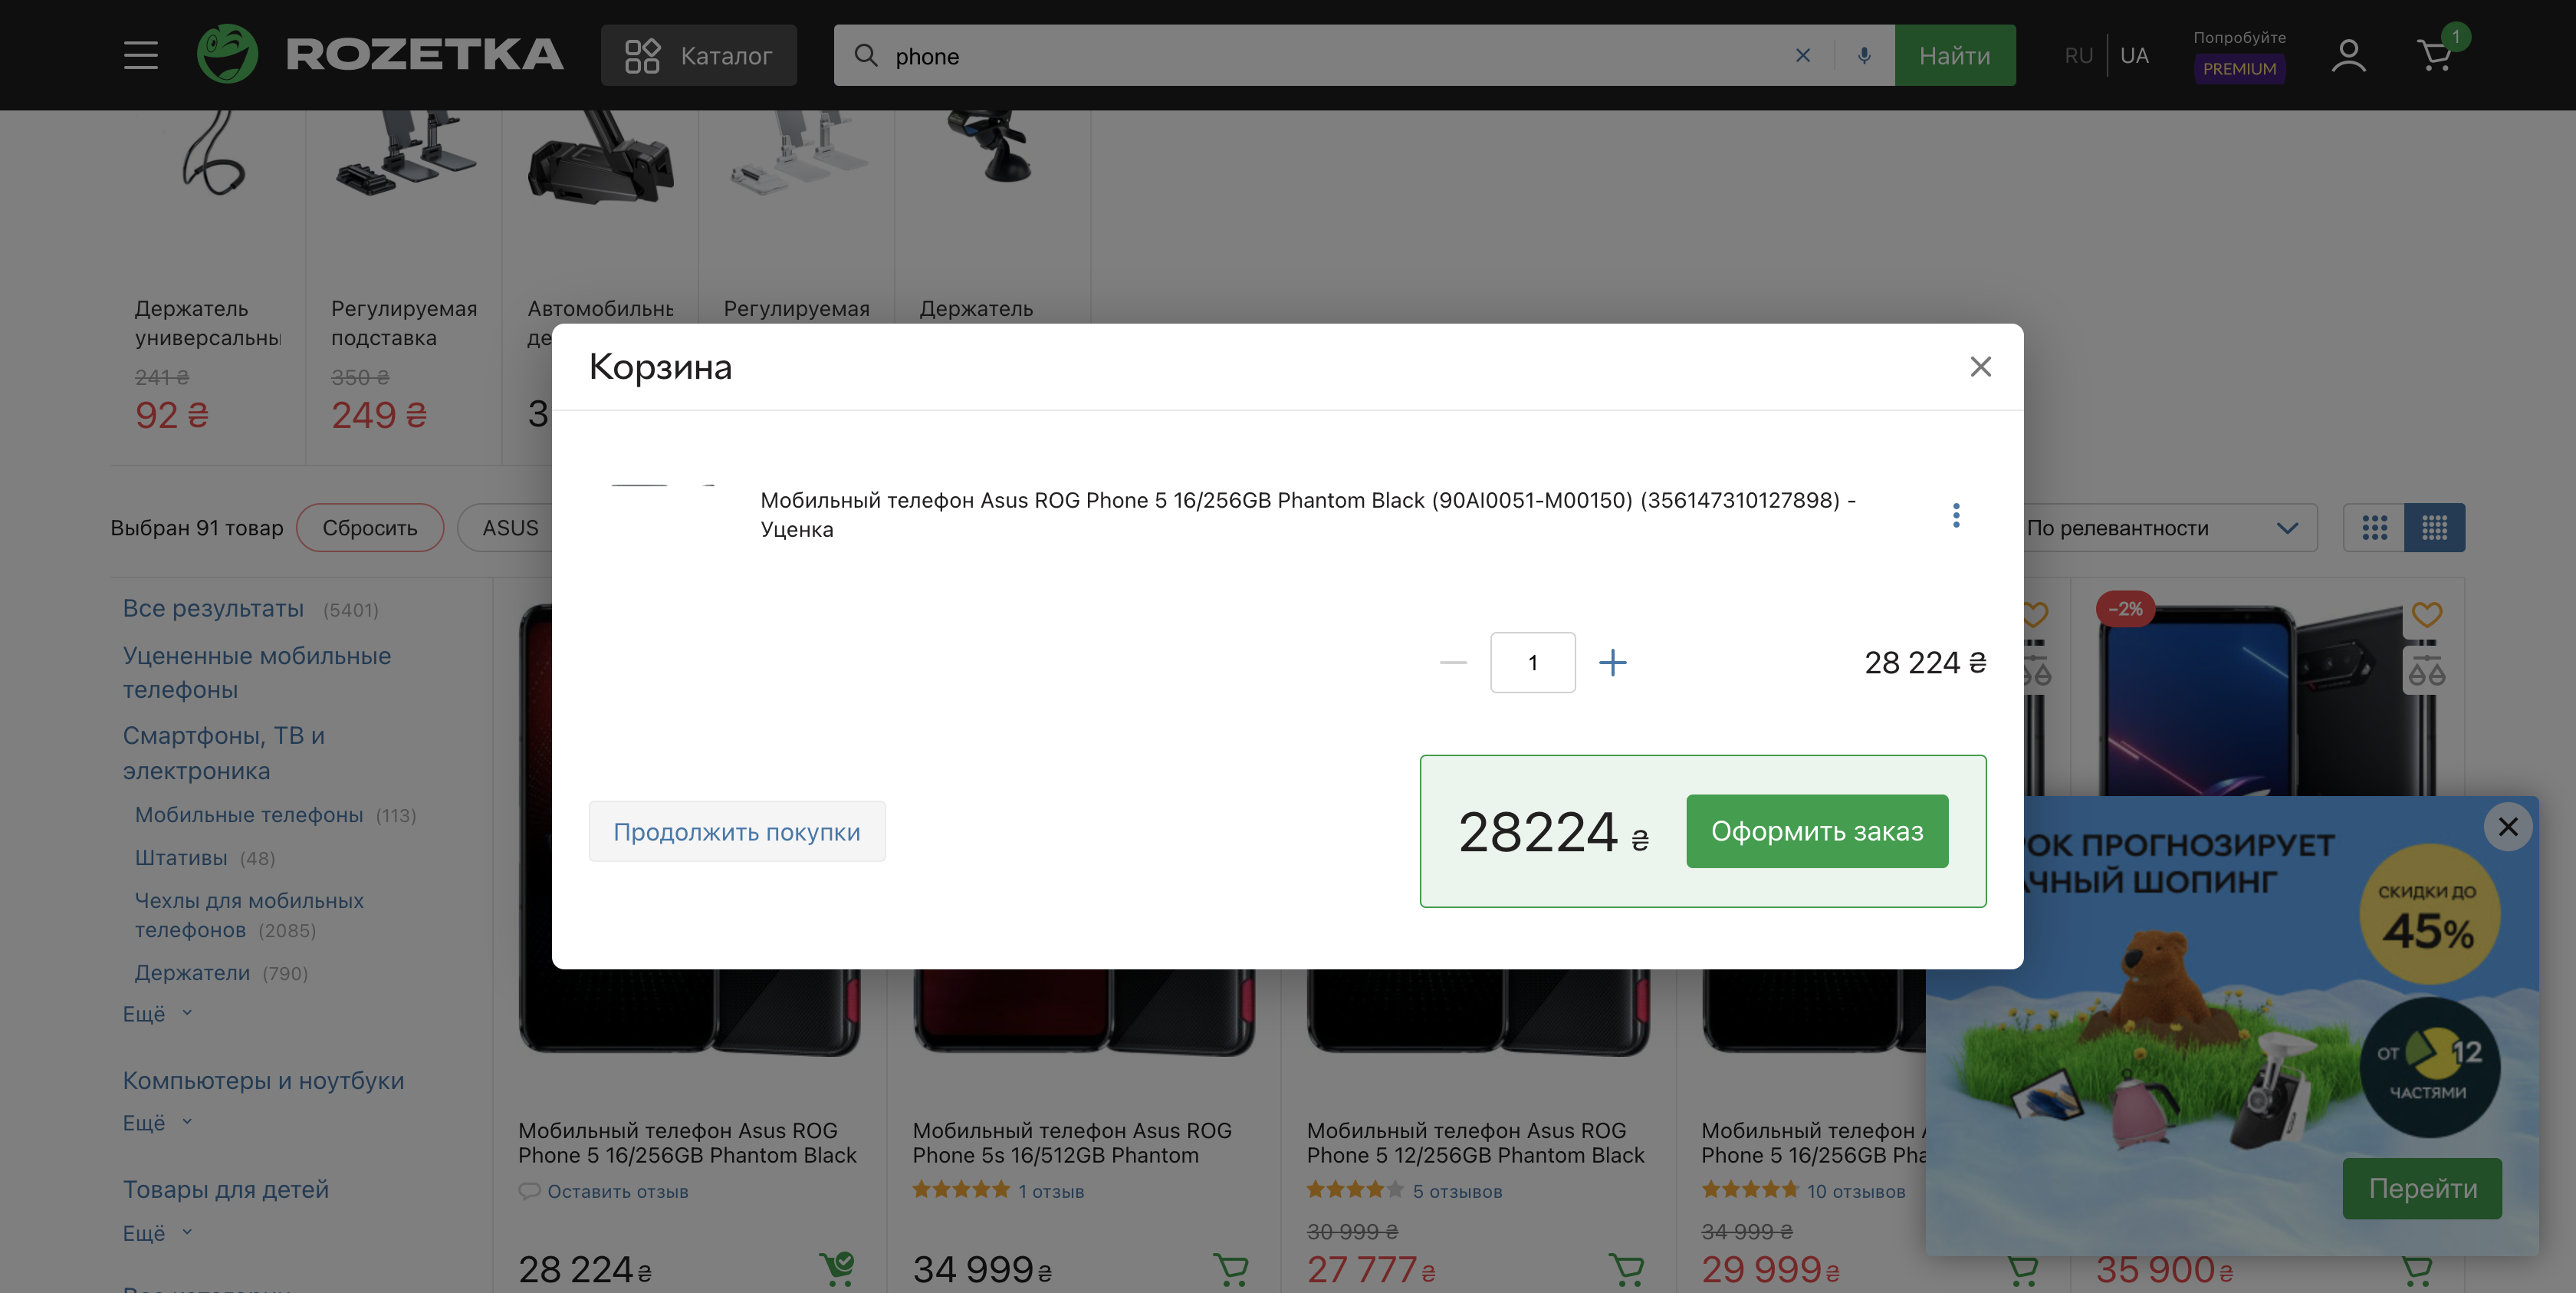 ROZETKA
Каталог
phone
Найти
RU
UA
Попробуйте
PREMIUM
1
Держатель
универсальны
241 ₴
92 ₴
Регулируемая
подставка
350 ₴
249 ₴
Автомобильнь
де
3
Регулируемая
Держатель
Корзина
Мобильный телефон Asus ROG Phone 5 16/256GB Phantom Black (90AI0051-M00150) (356147310127898) -
Уценка
1
28 224 ₴
Продолжить покупки
28224 ₴
Оформить заказ
Выбран 91 товар
Сбросить
ASUS
По релевантности
Все результаты (5401)
Уцененные мобильные
телефоны
Смартфоны, ТВ и
электроника
Мобильные телефоны (113)
Штативы (48)
Чехлы для мобильных
телефонов (2085)
Держатели (790)
Ещё
Компьютеры и ноутбуки
Ещё
Товары для детей
Ещё
Мобильный телефон Asus ROG
Phone 5 16/256GB Phantom Black
Оставить отзыв
28 224 ₴
Мобильный телефон Asus ROG
Phone 5s 16/512GB Phantom
1 отзыв
34 999 ₴
Мобильный телефон Asus ROG
Phone 5 12/256GB Phantom Black
5 отзывов
30 999 ₴
27 777 ₴
Мобильный телефон
Phone 5 16/256GB Pha
10 отзывов
34 999 ₴
29 999 ₴
-2%
35 900 ₴
РОК ПРОГНОЗИРУЕТ
АЧНЫЙ ШОПИНГ
СКИДКИ ДО
45%
ОТ 12
ЧАСТЯМИ
Перейти